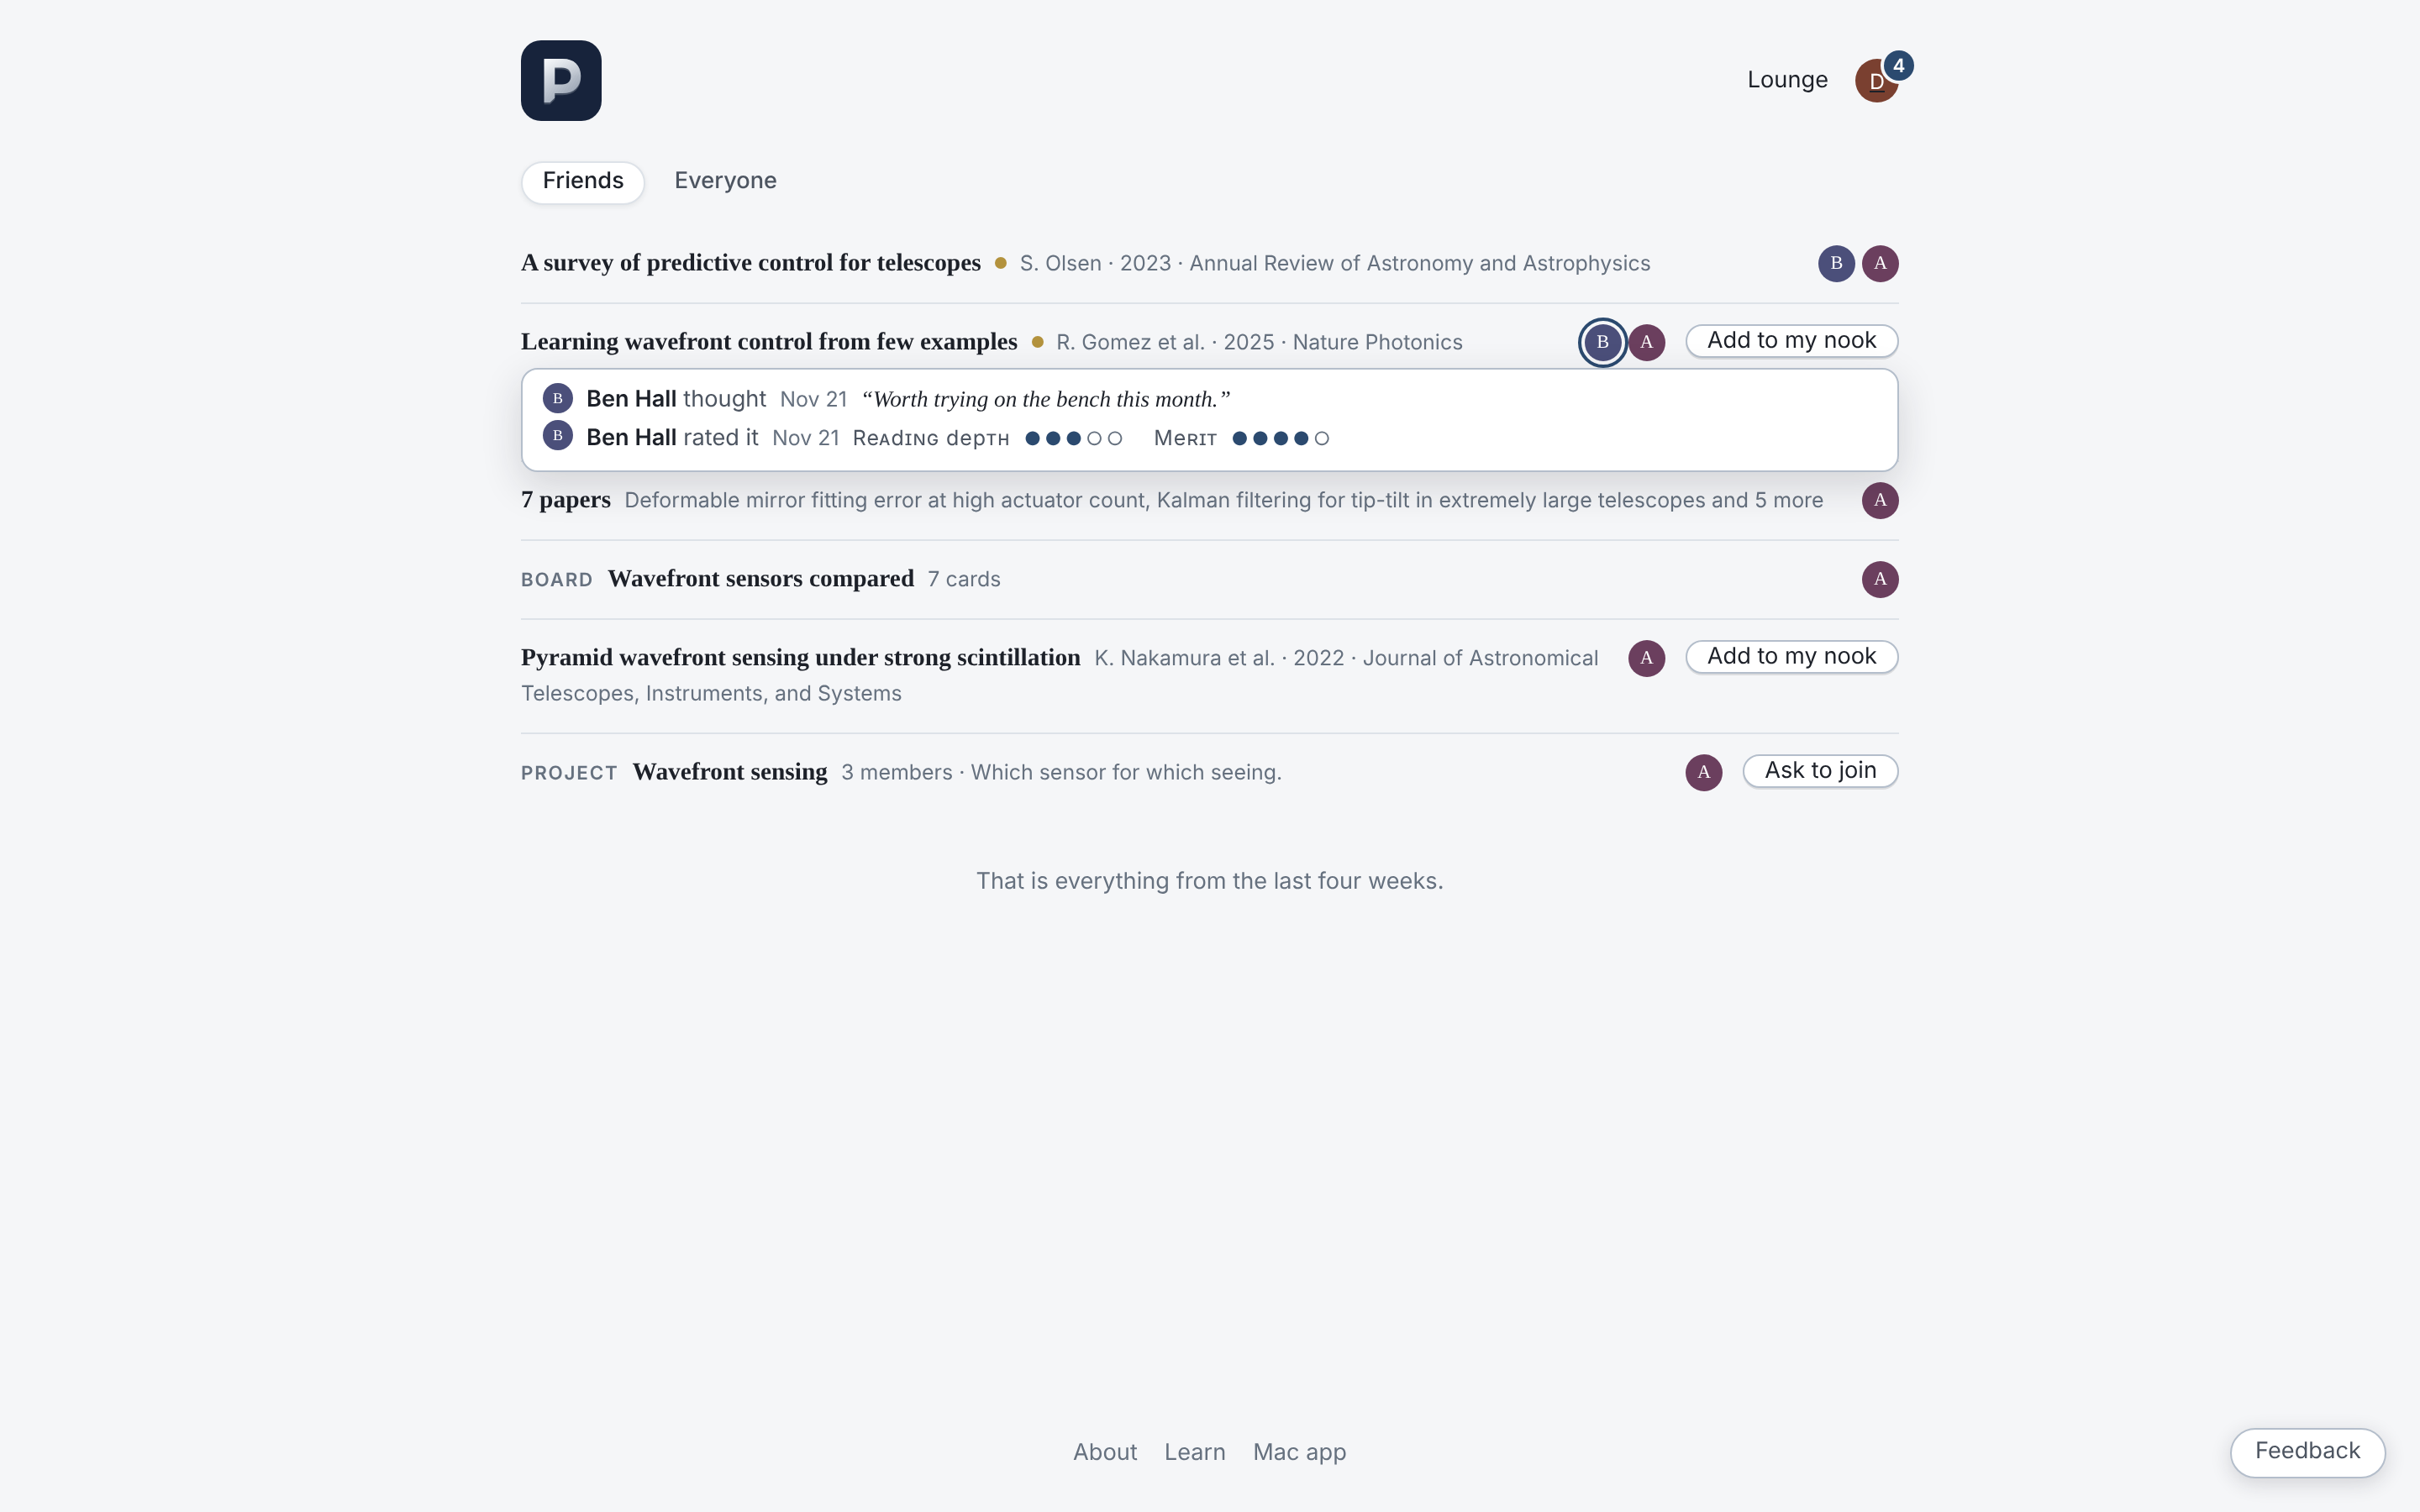 P
Lounge D 4
Friends Everyone
A survey of predictive control for telescopes S. Olsen · 2023 · Annual Review of Astronomy and Astrophysics B A
Learning wavefront control from few examples R. Gomez et al. · 2025 · Nature Photonics B A Add to my nook
B Ben Hall thought Nov 21 “Worth trying on the bench this month.”
B Ben Hall rated it Nov 21 Reading depth Merit
7 papers Deformable mirror fitting error at high actuator count, Kalman filtering for tip-tilt in extremely large telescopes and 5 more A
BOARD Wavefront sensors compared 7 cards A
Pyramid wavefront sensing under strong scintillation K. Nakamura et al. · 2022 · Journal of Astronomical A Add to my nook
Telescopes, Instruments, and Systems
PROJECT Wavefront sensing 3 members · Which sensor for which seeing. A Ask to join
That is everything from the last four weeks.
About Learn Mac app
Feedback